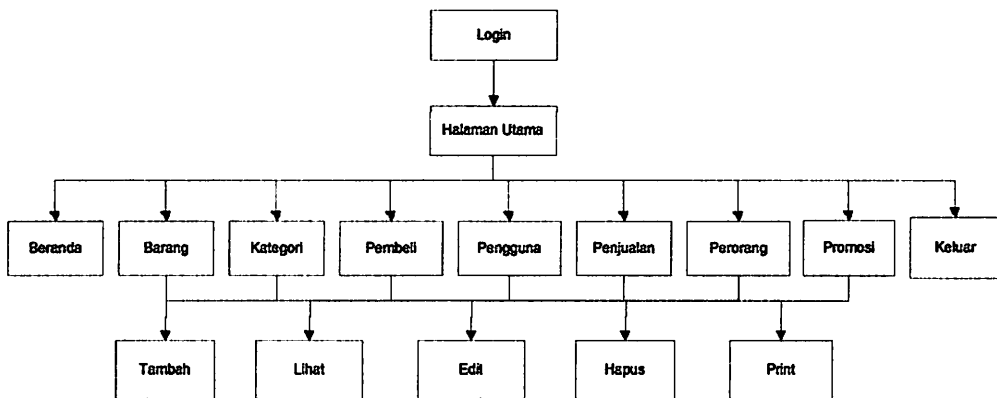 Login
Halaman Utama
Beranda
Barang
Kategori
Pembeli
Pengguna
Penjualan
Perorang
Promosi
Keluar
Tambah
Lihat
Edit
Hapus
Print